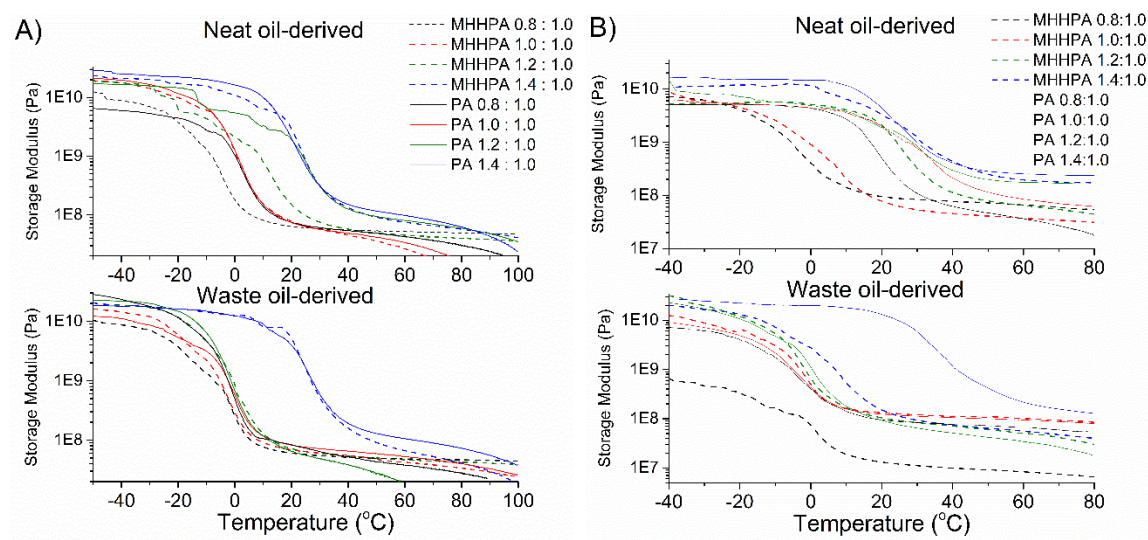 A)
Neat oil-derived
MHHPA 0.8 : 1.0
MHHPA 1.0 : 1.0
MHHPA 1.2 : 1.0
MHHPA 1.4 : 1.0
PA 0.8 : 1.0
PA 1.0 : 1.0
PA 1.2 : 1.0
PA 1.4 : 1.0
Storage Modulus (Pa)
1E10
1E9
1E8
-40 -20 0 20 40 60 80 100
Waste oil-derived
Storage Modulus (Pa)
1E10
1E9
1E8
-40 -20 0 20 40 60 80 100
Temperature (°C)
B)
Neat oil-derived
MHHPA 0.8:1.0
MHHPA 1.0:1.0
MHHPA 1.2:1.0
MHHPA 1.4:1.0
PA 0.8:1.0
PA 1.0:1.0
PA 1.2:1.0
PA 1.4:1.0
Storage Modulus (Pa)
1E10
1E9
1E8
1E7
-40 -20 0 20 40 60 80
Waste oil-derived
Storage Modulus (Pa)
1E10
1E9
1E8
1E7
-40 -20 0 20 40 60 80
Temperature (°C)